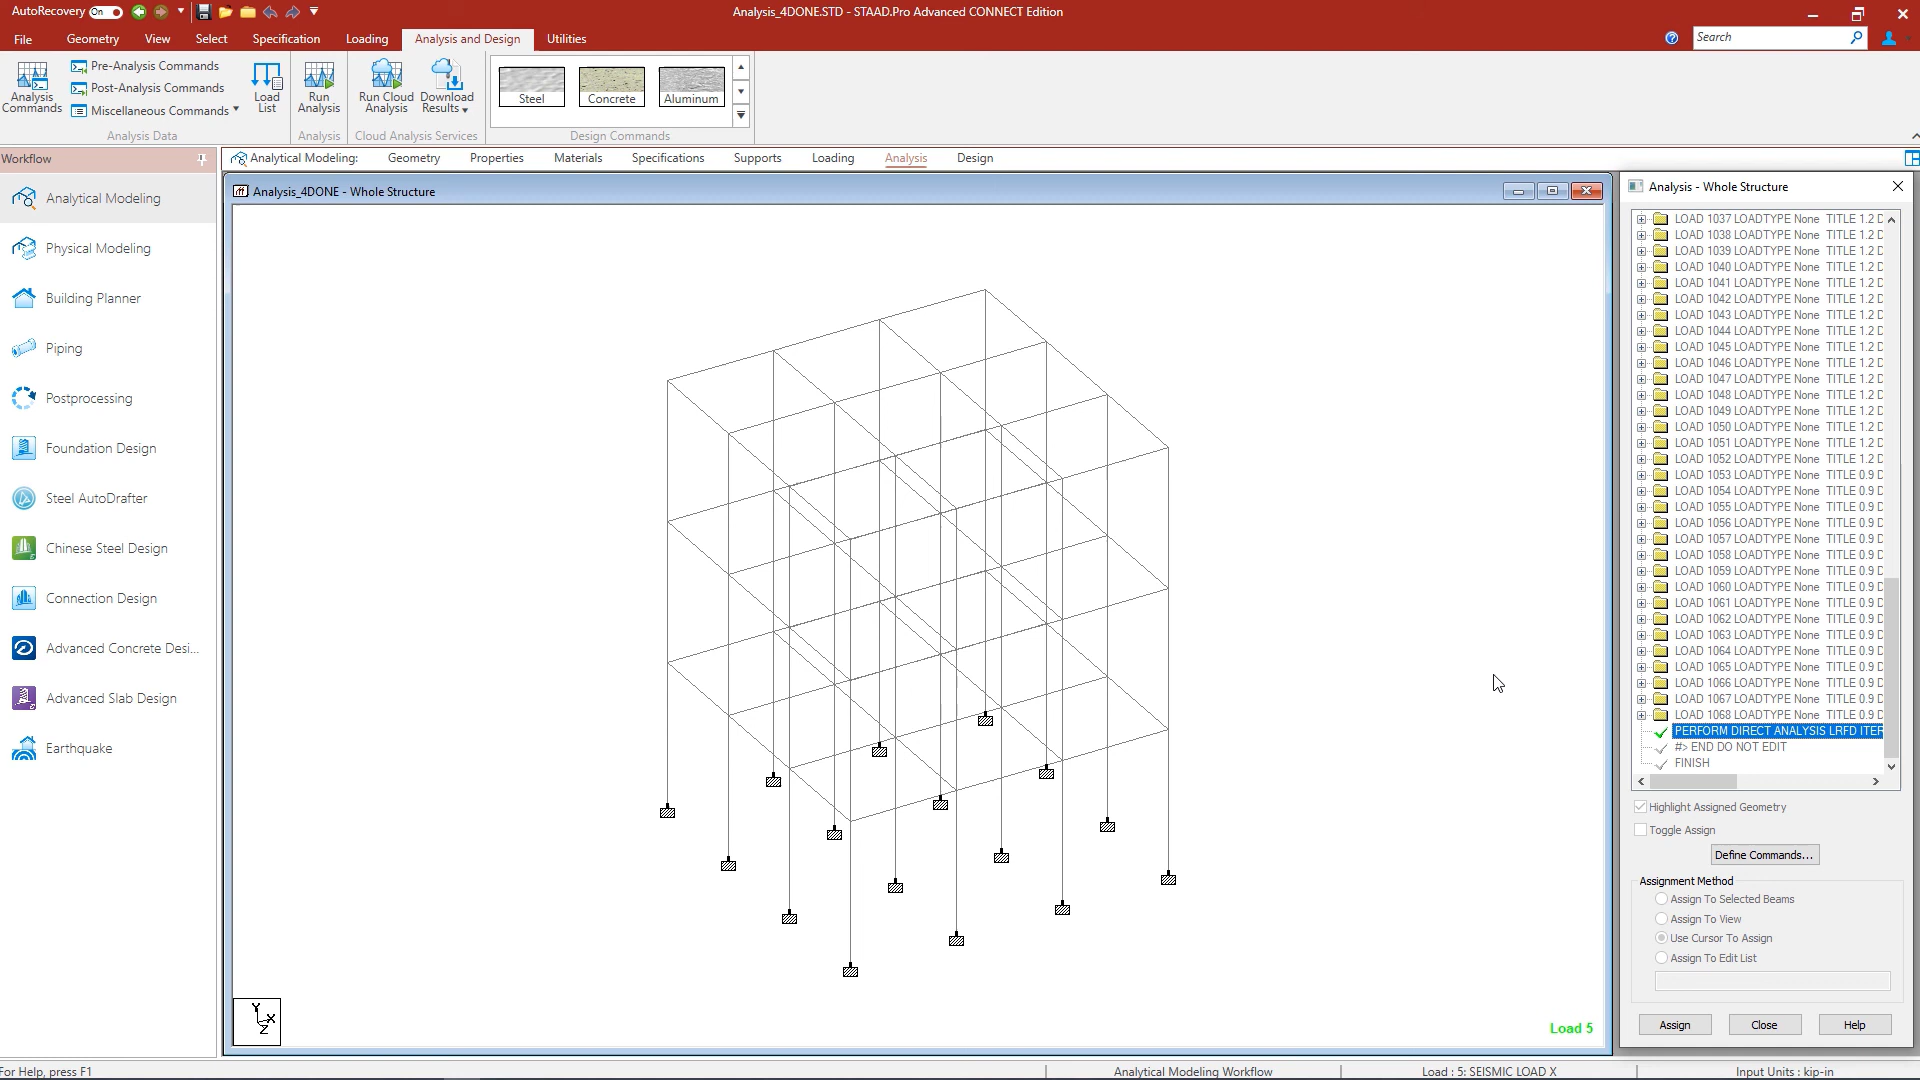 AutoRecovery On
Analysis_4DONE.STD - STAAD.Pro Advanced CONNECT Edition
File Geometry View Select Specification Loading Analysis and Design Utilities
Search
Analysis Commands
Pre-Analysis Commands
Post-Analysis Commands
Miscellaneous Commands
Load List
Run Analysis
Run Cloud Analysis
Download Results
Steel
Concrete
Aluminum
Analysis Data
Analysis
Cloud Analysis Services
Design Commands
Workflow
Analytical Modeling: Geometry Properties Materials Specifications Supports Loading Analysis Design
Analytical Modeling
Physical Modeling
Building Planner
Piping
Postprocessing
Foundation Design
Steel AutoDrafter
Chinese Steel Design
Connection Design
Advanced Concrete Desi...
Advanced Slab Design
Earthquake
Analysis_4DONE - Whole Structure
Y
X
Z
Load 5
Analysis - Whole Structure
LOAD 1037 LOADTYPE None TITLE 1.2 D
LOAD 1038 LOADTYPE None TITLE 1.2 D
LOAD 1039 LOADTYPE None TITLE 1.2 D
LOAD 1040 LOADTYPE None TITLE 1.2 D
LOAD 1041 LOADTYPE None TITLE 1.2 D
LOAD 1042 LOADTYPE None TITLE 1.2 D
LOAD 1043 LOADTYPE None TITLE 1.2 D
LOAD 1044 LOADTYPE None TITLE 1.2 D
LOAD 1045 LOADTYPE None TITLE 1.2 D
LOAD 1046 LOADTYPE None TITLE 1.2 D
LOAD 1047 LOADTYPE None TITLE 1.2 D
LOAD 1048 LOADTYPE None TITLE 1.2 D
LOAD 1049 LOADTYPE None TITLE 1.2 D
LOAD 1050 LOADTYPE None TITLE 1.2 D
LOAD 1051 LOADTYPE None TITLE 1.2 D
LOAD 1052 LOADTYPE None TITLE 1.2 D
LOAD 1053 LOADTYPE None TITLE 0.9 D
LOAD 1054 LOADTYPE None TITLE 0.9 D
LOAD 1055 LOADTYPE None TITLE 0.9 D
LOAD 1056 LOADTYPE None TITLE 0.9 D
LOAD 1057 LOADTYPE None TITLE 0.9 D
LOAD 1058 LOADTYPE None TITLE 0.9 D
LOAD 1059 LOADTYPE None TITLE 0.9 D
LOAD 1060 LOADTYPE None TITLE 0.9 D
LOAD 1061 LOADTYPE None TITLE 0.9 D
LOAD 1062 LOADTYPE None TITLE 0.9 D
LOAD 1063 LOADTYPE None TITLE 0.9 D
LOAD 1064 LOADTYPE None TITLE 0.9 D
LOAD 1065 LOADTYPE None TITLE 0.9 D
LOAD 1066 LOADTYPE None TITLE 0.9 D
LOAD 1067 LOADTYPE None TITLE 0.9 D
LOAD 1068 LOADTYPE None TITLE 0.9 D
PERFORM DIRECT ANALYSIS LRFD ITER
#> END DO NOT EDIT
FINISH
Highlight Assigned Geometry
Toggle Assign
Define Commands...
Assignment Method
Assign To Selected Beams
Assign To View
Use Cursor To Assign
Assign To Edit List
Assign Close Help
For Help, press F1
Analytical Modeling Workflow
Load : 5: SEISMIC LOAD X
Input Units : kip-in